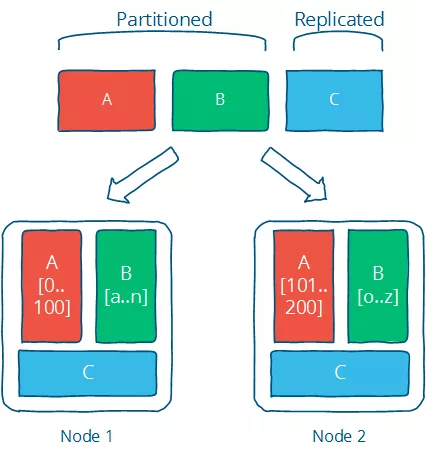 Partitioned Replicated
A B C
A
[0..
100]
B
[a..n]
C
A
[101..
200]
B
[o..z]
C
Node 1 Node 2